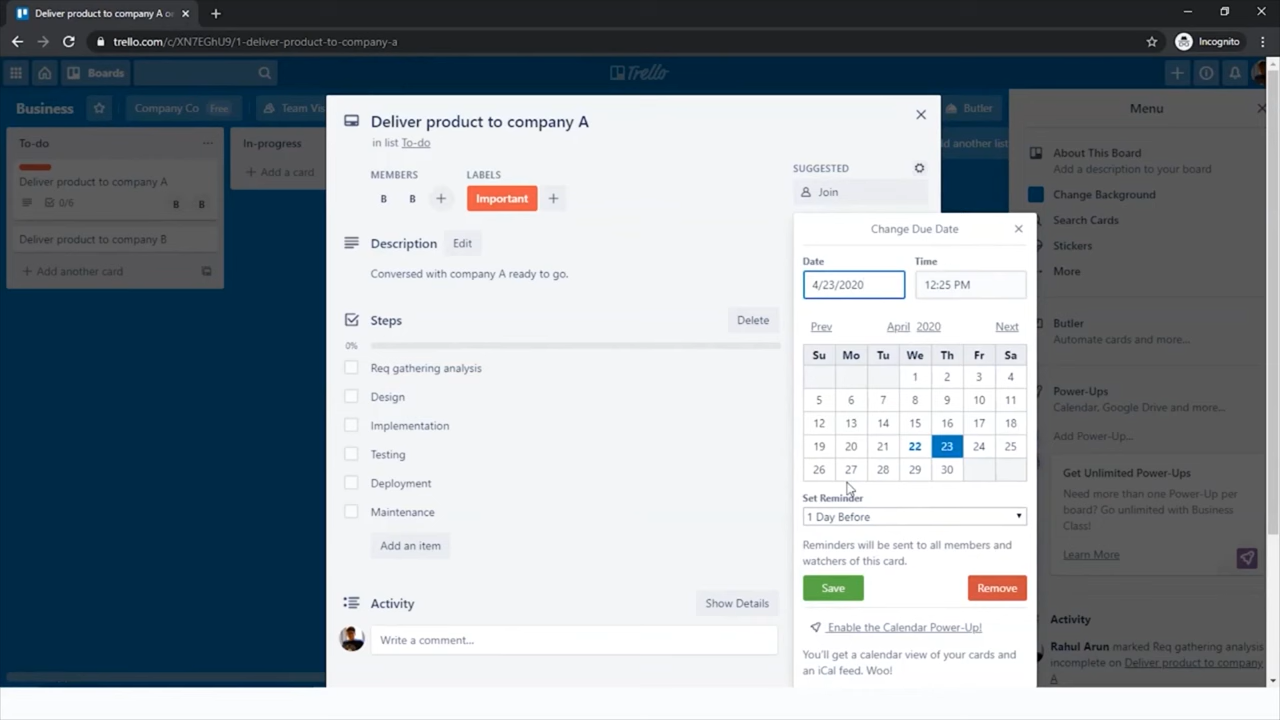 Deliver product to company A o
trello.com/c/XN7EGhU9/1-deliver-product-to-company-a
Incognito
Boards
Trello
Business
Company Co
Free
Team Vis
Butler
Menu
To-do
Deliver product to company A
0/6
B
B
Deliver product to company B
Add another card
In-progress
Add a card
dd another list
Deliver product to company A
in list To-do
MEMBERS
LABELS
B
B
Important
Description
Edit
Conversed with company A ready to go.
Steps
Delete
0%
Req gathering analysis
Design
Implementation
Testing
Deployment
Maintenance
Add an item
Activity
Show Details
Write a comment...
SUGGESTED
Join
Change Due Date
Date
Time
4/23/2020
12:25 PM
Prev
April 2020
Next
Su Mo Tu We Th Fr Sa
1 2 3 4
5 6 7 8 9 10 11
12 13 14 15 16 17 18
19 20 21 22 23 24 25
26 27 28 29 30
Set Reminder
1 Day Before
Reminders will be sent to all members and
watchers of this card.
Save
Remove
Enable the Calendar Power-Up!
You'll get a calendar view of your cards and
an iCal feed. Woo!
About This Board
Add a description to your board
Change Background
Search Cards
Stickers
More
Butler
Automate cards and more...
Power-Ups
Calendar, Google Drive and more...
Add Power-Up...
Get Unlimited Power-Ups
Need more than one Power-Up per
board? Go unlimited with Business
Class!
Learn More
Activity
Rahul Arun marked Req gathering analysis
incomplete on Deliver product to company
A